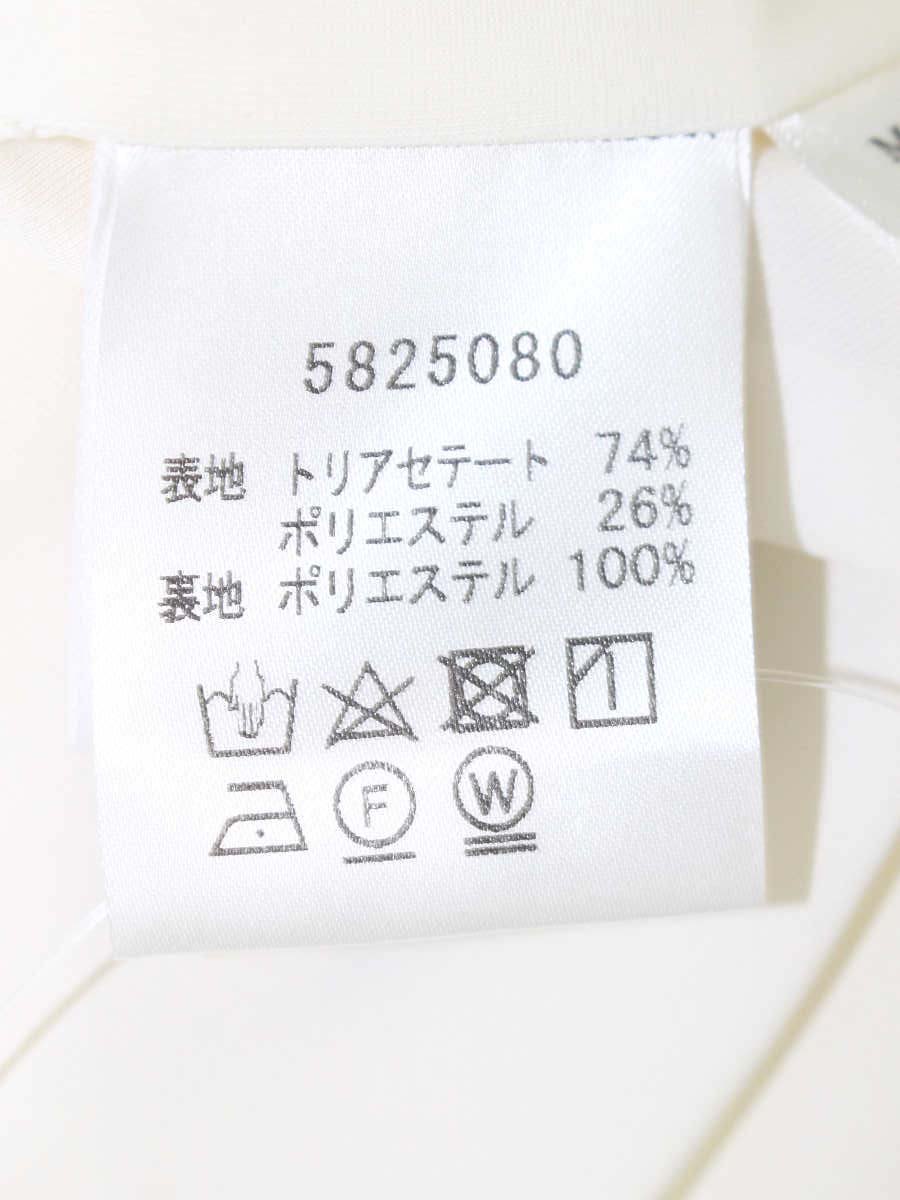 5825080
表地 トリアセテート 74%
ポリエステル 26%
裏地 ポリエステル 100%
F W